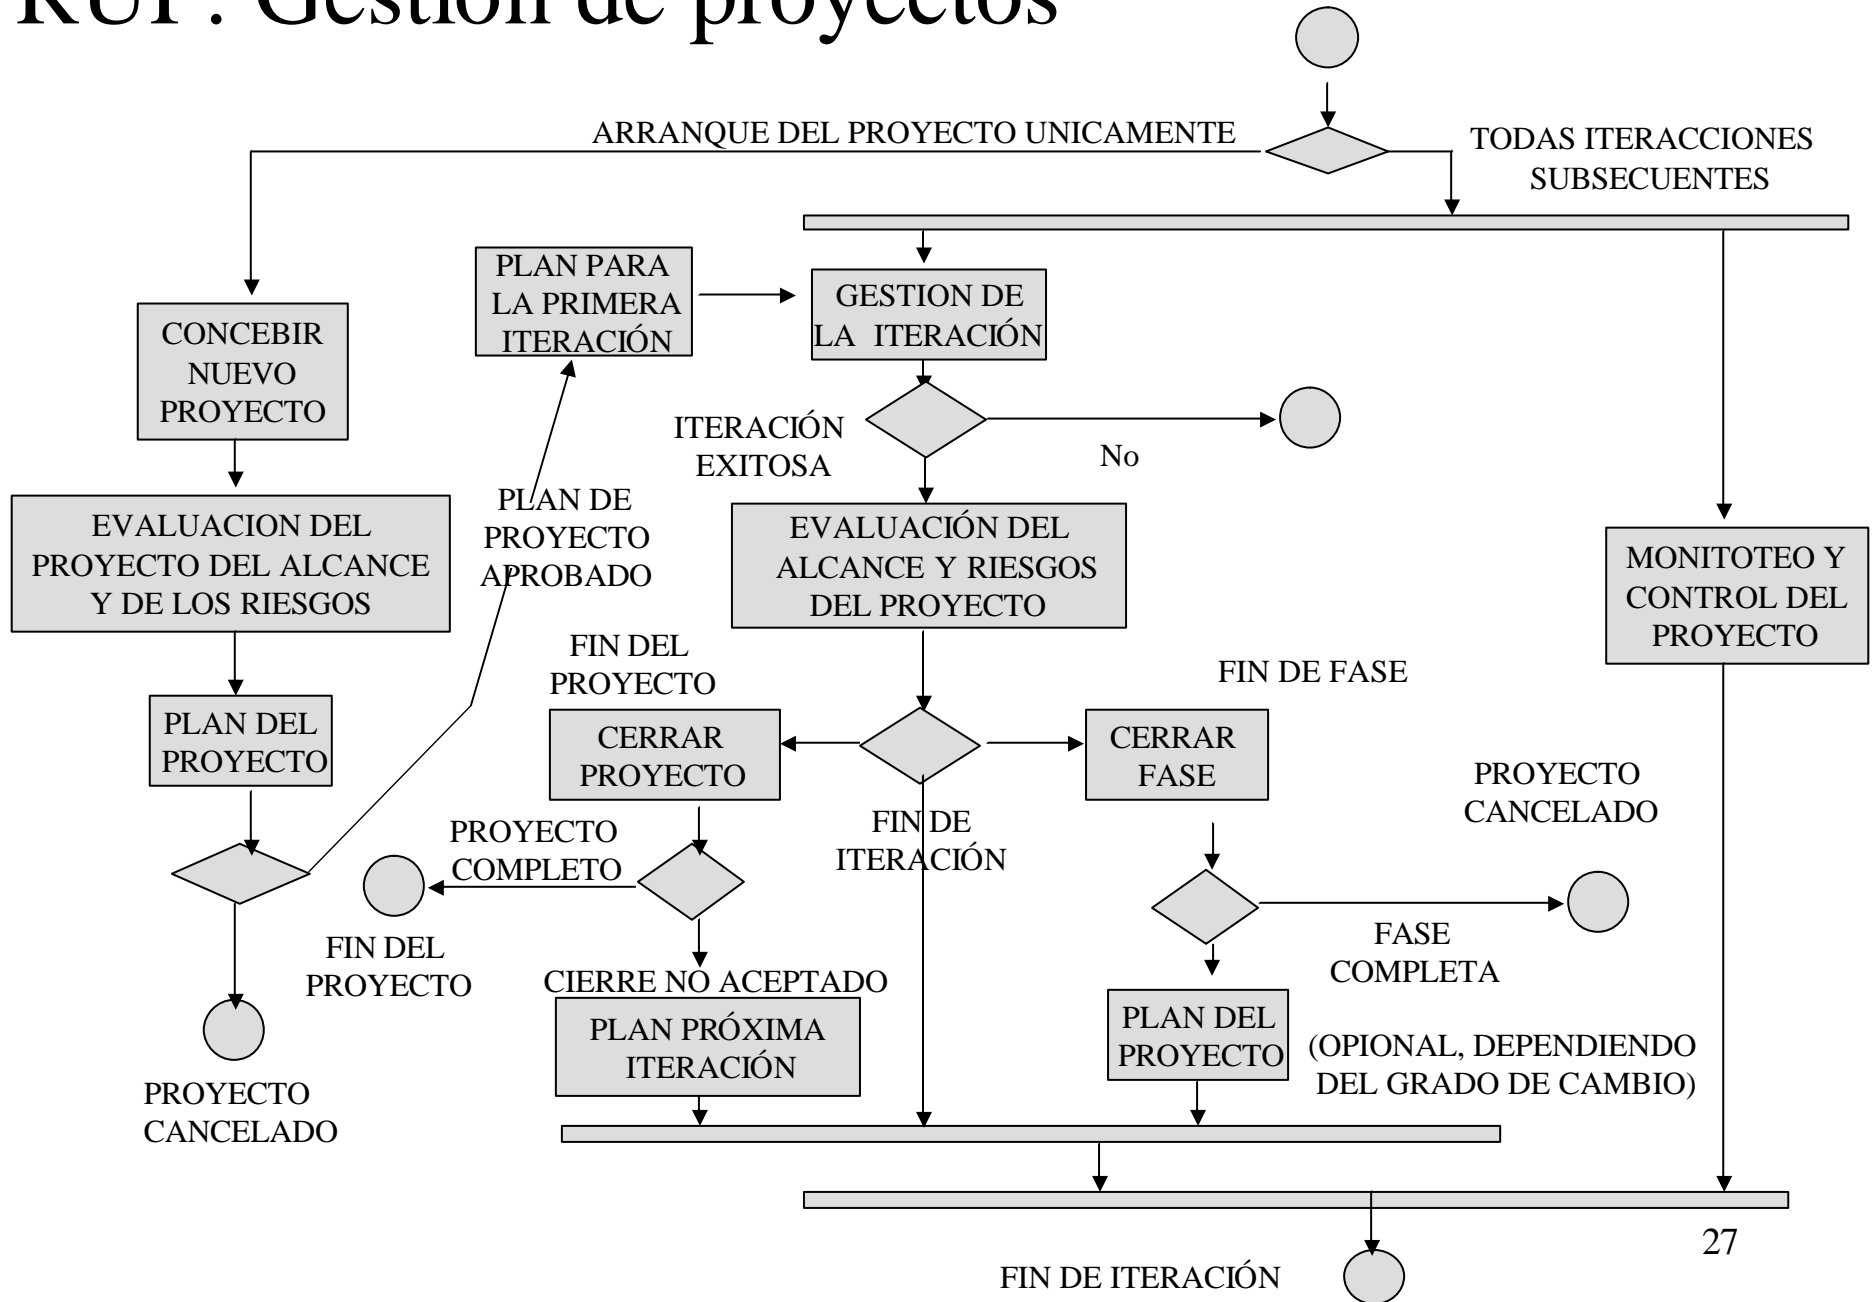 RUP: Gestión de proyectos
ARRANQUE DEL PROYECTO UNICAMENTE
TODAS ITERACCIONES
SUBSECUENTES
PLAN PARA
LA PRIMERA
ITERACIÓN
GESTION DE
LA ITERACIÓN
CONCEBIR
NUEVO
PROYECTO
ITERACIÓN
EXITOSA
No
PLAN DE
PROYECTO
APROBADO
EVALUACION DEL
PROYECTO DEL ALCANCE
Y DE LOS RIESGOS
EVALUACIÓN DEL
ALCANCE Y RIESGOS
DEL PROYECTO
MONITOTEO Y
CONTROL DEL
PROYECTO
FIN DEL
PROYECTO
FIN DE FASE
PLAN DEL
PROYECTO
CERRAR
PROYECTO
CERRAR
FASE
PROYECTO
CANCELADO
PROYECTO
COMPLETO
FIN DE
ITERACIÓN
FIN DEL
PROYECTO
FASE
COMPLETA
CIERRE NO ACEPTADO
PLAN PRÓXIMA
ITERACIÓN
PLAN DEL
PROYECTO
(OPIONAL, DEPENDIENDO
DEL GRADO DE CAMBIO)
PROYECTO
CANCELADO
27
FIN DE ITERACIÓN